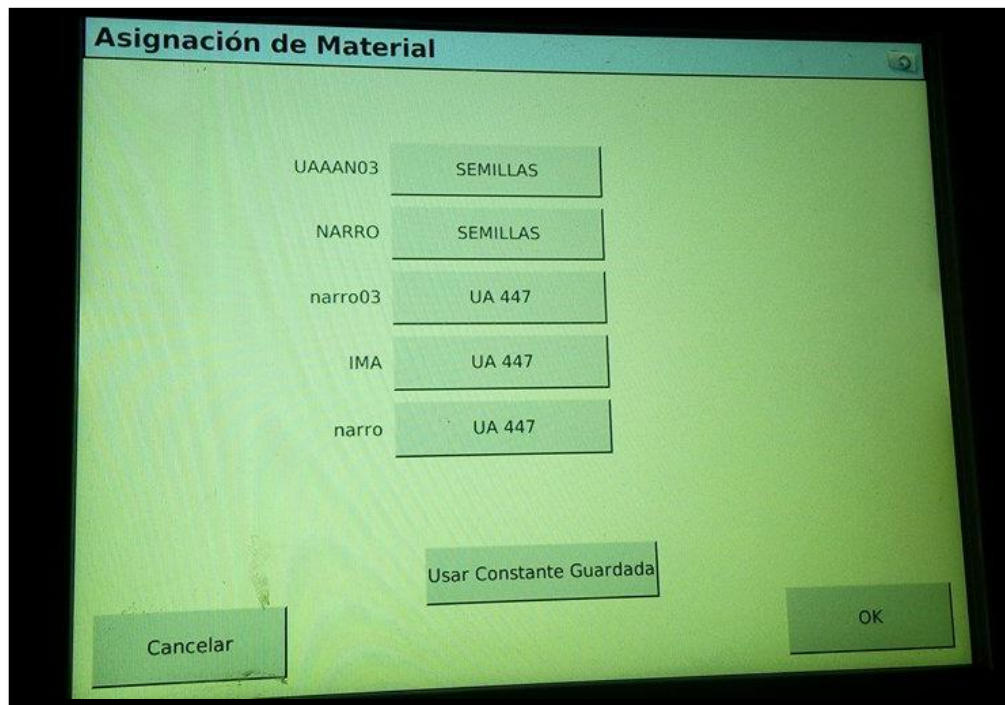 Asignación de Material
UAAAN03 SEMILLAS
NARRO SEMILLAS
narro03 UA 447
IMA UA 447
narro UA 447
Usar Constante Guardada
Cancelar OK